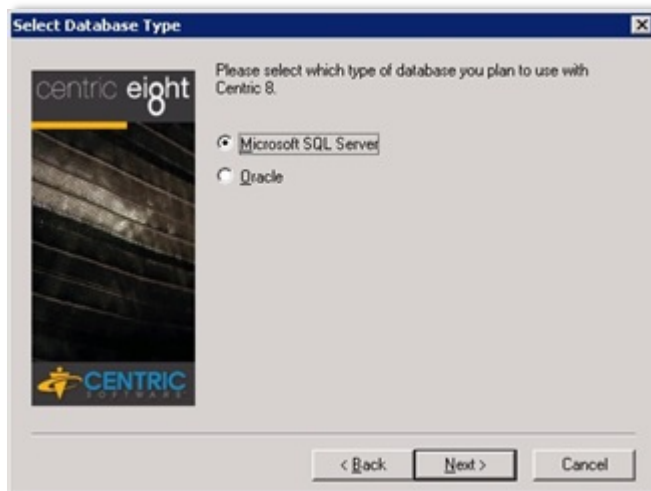 Select Database Type
centric eight
Please select which type of database you plan to use with
Centric 8.
Microsoft SQL Server
Oracle
CENTRIC
SOFTWARE
< Back
Next >
Cancel